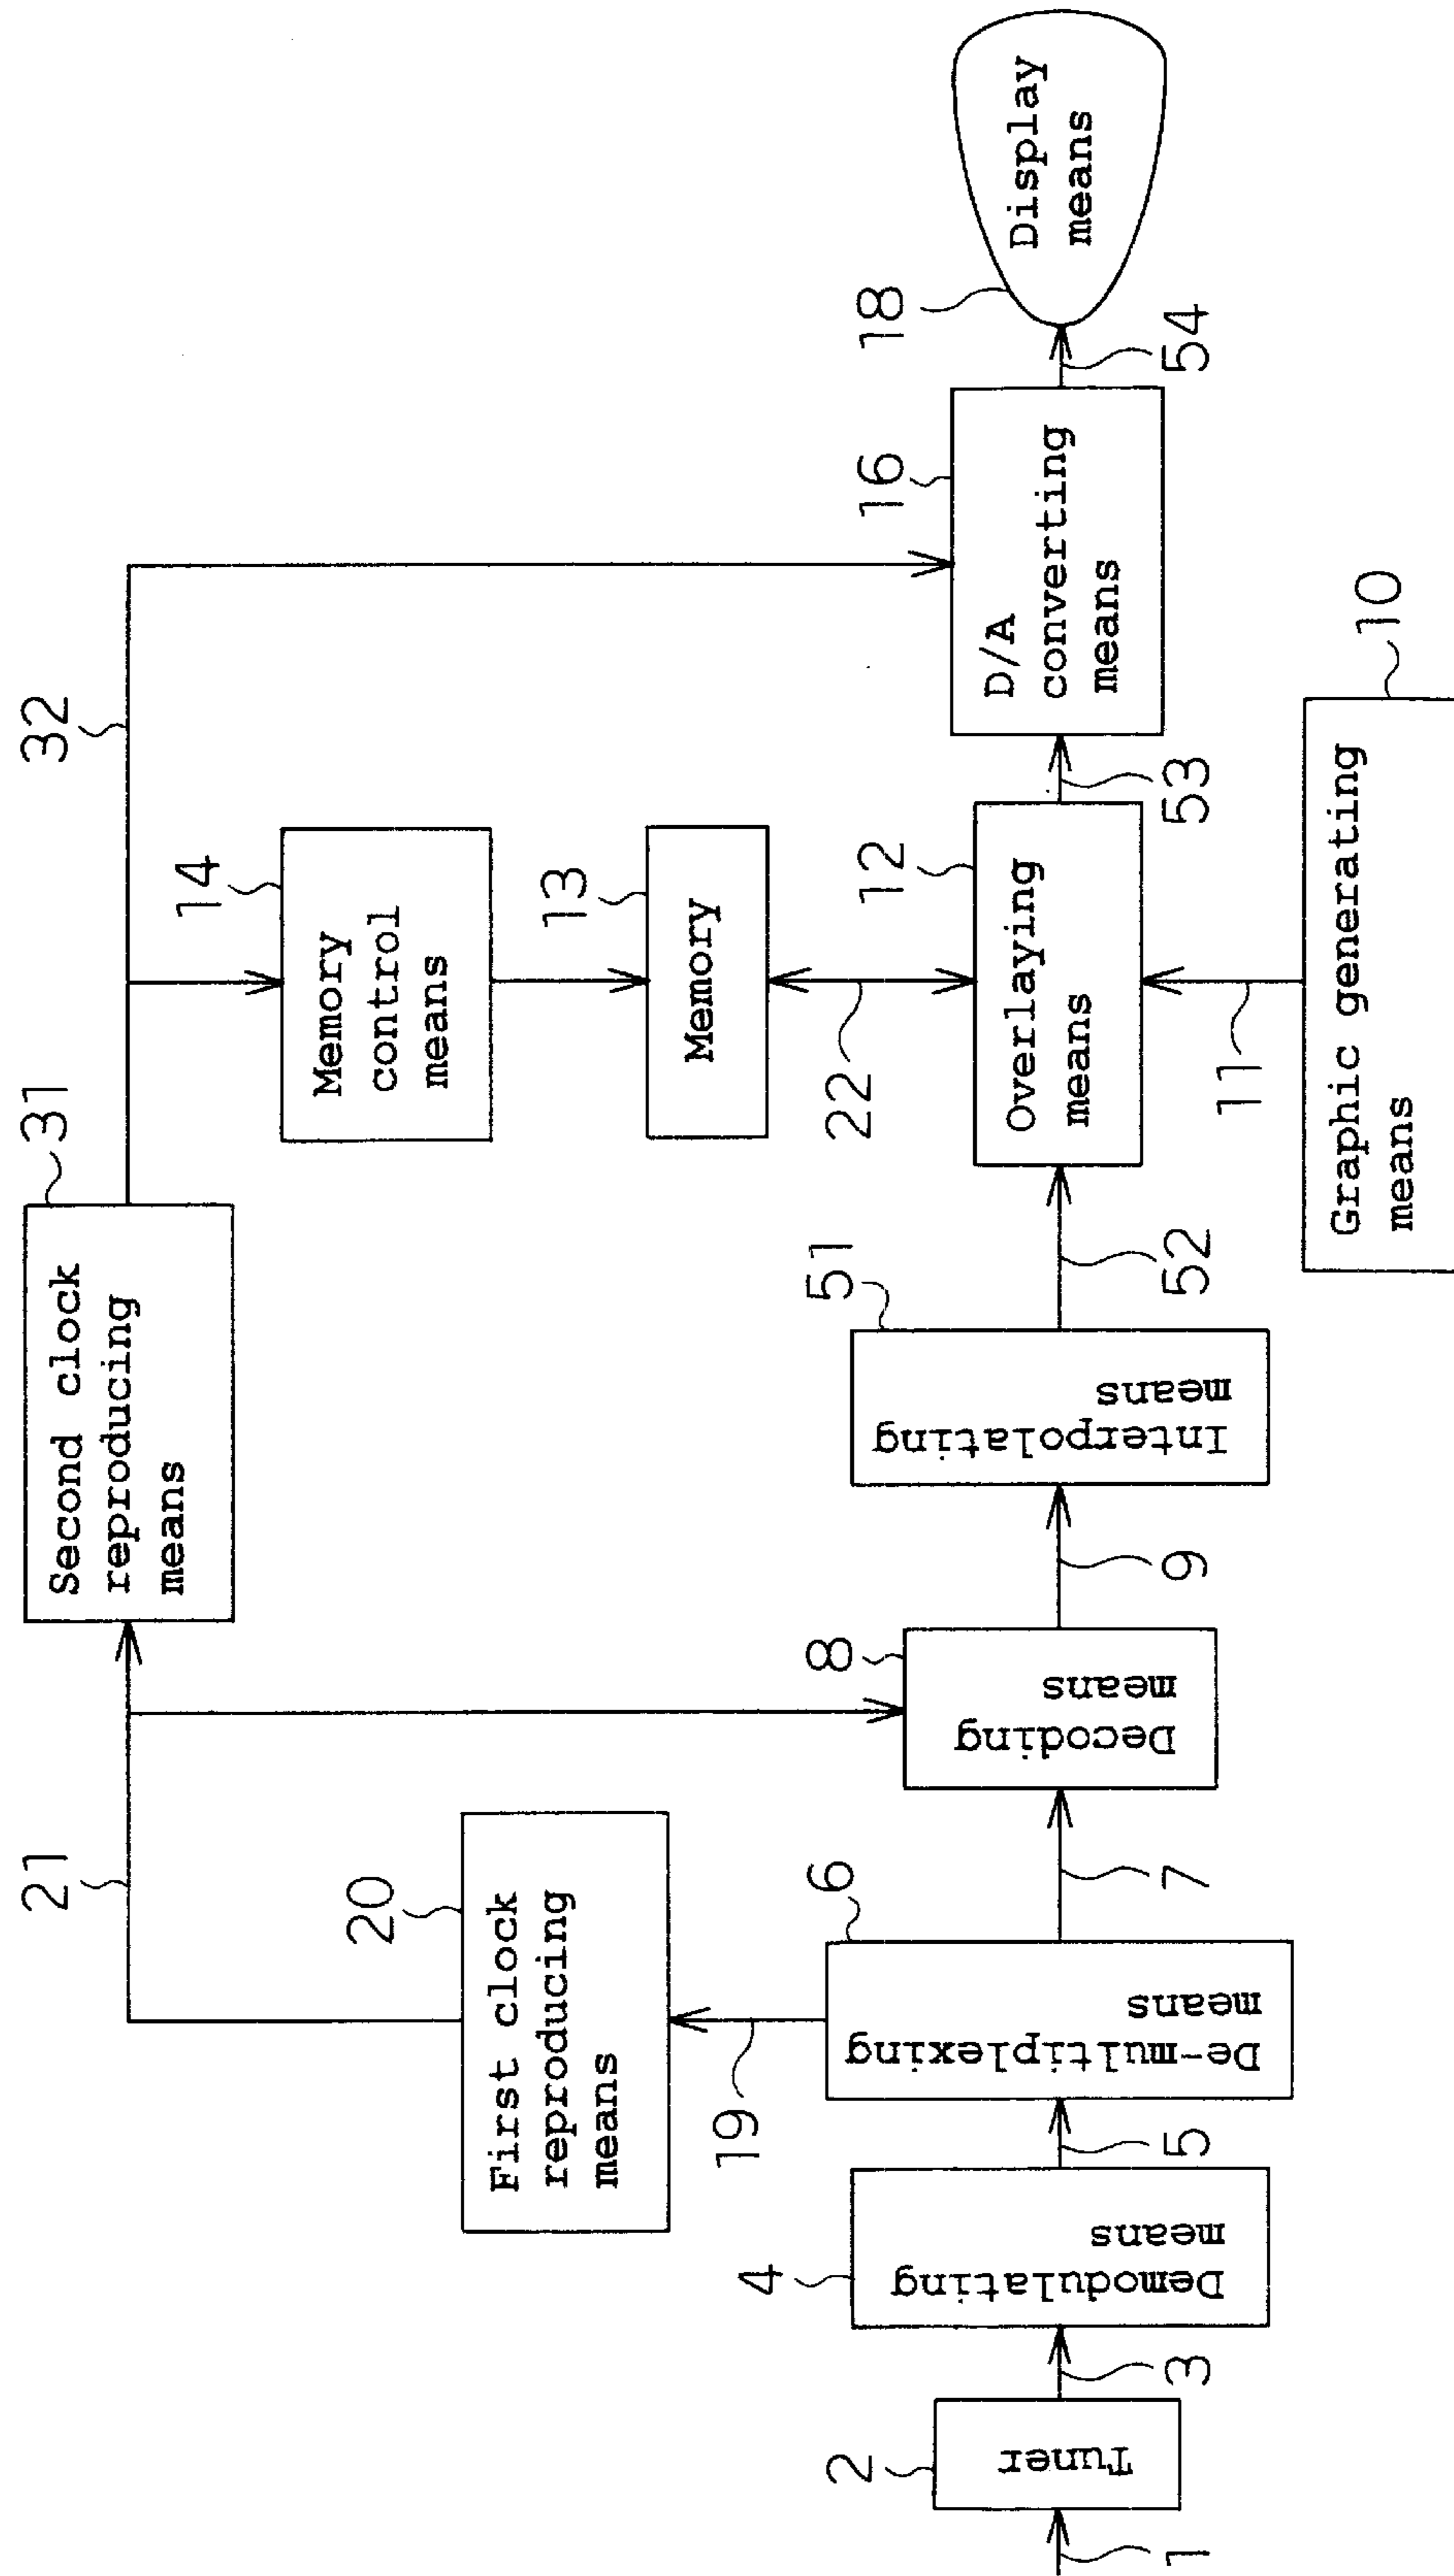 1
2
Tuner
3
4
Demodulating
means
5
6
De-multiplexing
means
19
20
First clock
reproducing
means
21
7
8
Decoding
means
9
Second clock
reproducing
means
31
51
Interpolating
means
52
32
14
Memory
control
means
13
Memory
22
12
Overlaying
means
11
Graphic generating
means
10
53
16
D/A
converting
means
54
18
Display
means